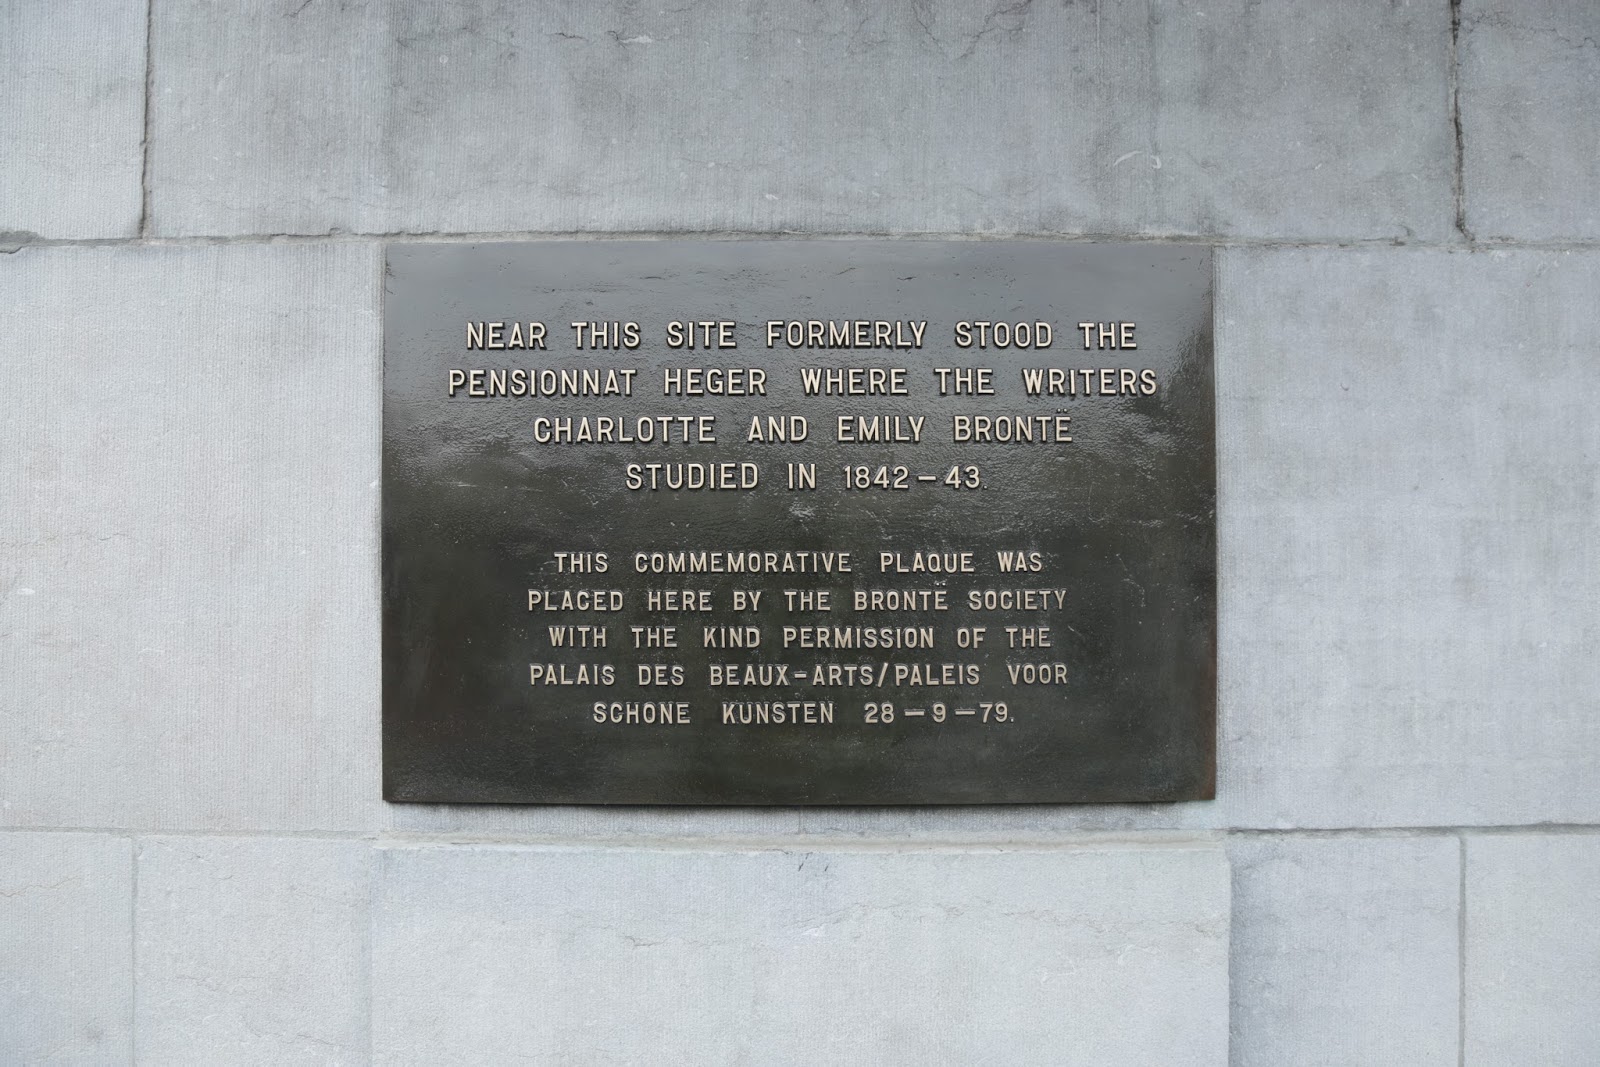 NEAR THIS SITE FORMERLY STOOD THE
PENSIONNAT HEGER WHERE THE WRITERS
CHARLOTTE AND EMILY BRONTË
STUDIED IN 1842-43.
THIS COMMEMORATIVE PLAQUE WAS
PLACED HERE BY THE BRONTË SOCIETY
WITH THE KIND PERMISSION OF THE
PALAIS DES BEAUX-ARTS/PALEIS VOOR
SCHONE KUNSTEN 28-9-79.